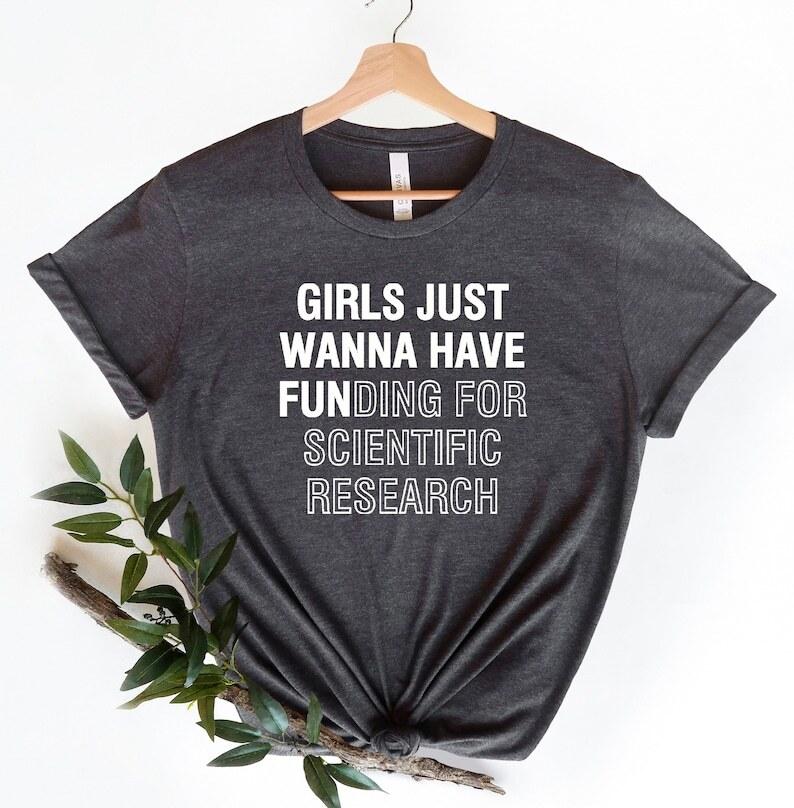 GIRLS JUST
WANNA HAVE
FUNDING FOR
SCIENTIFIC
RESEARCH